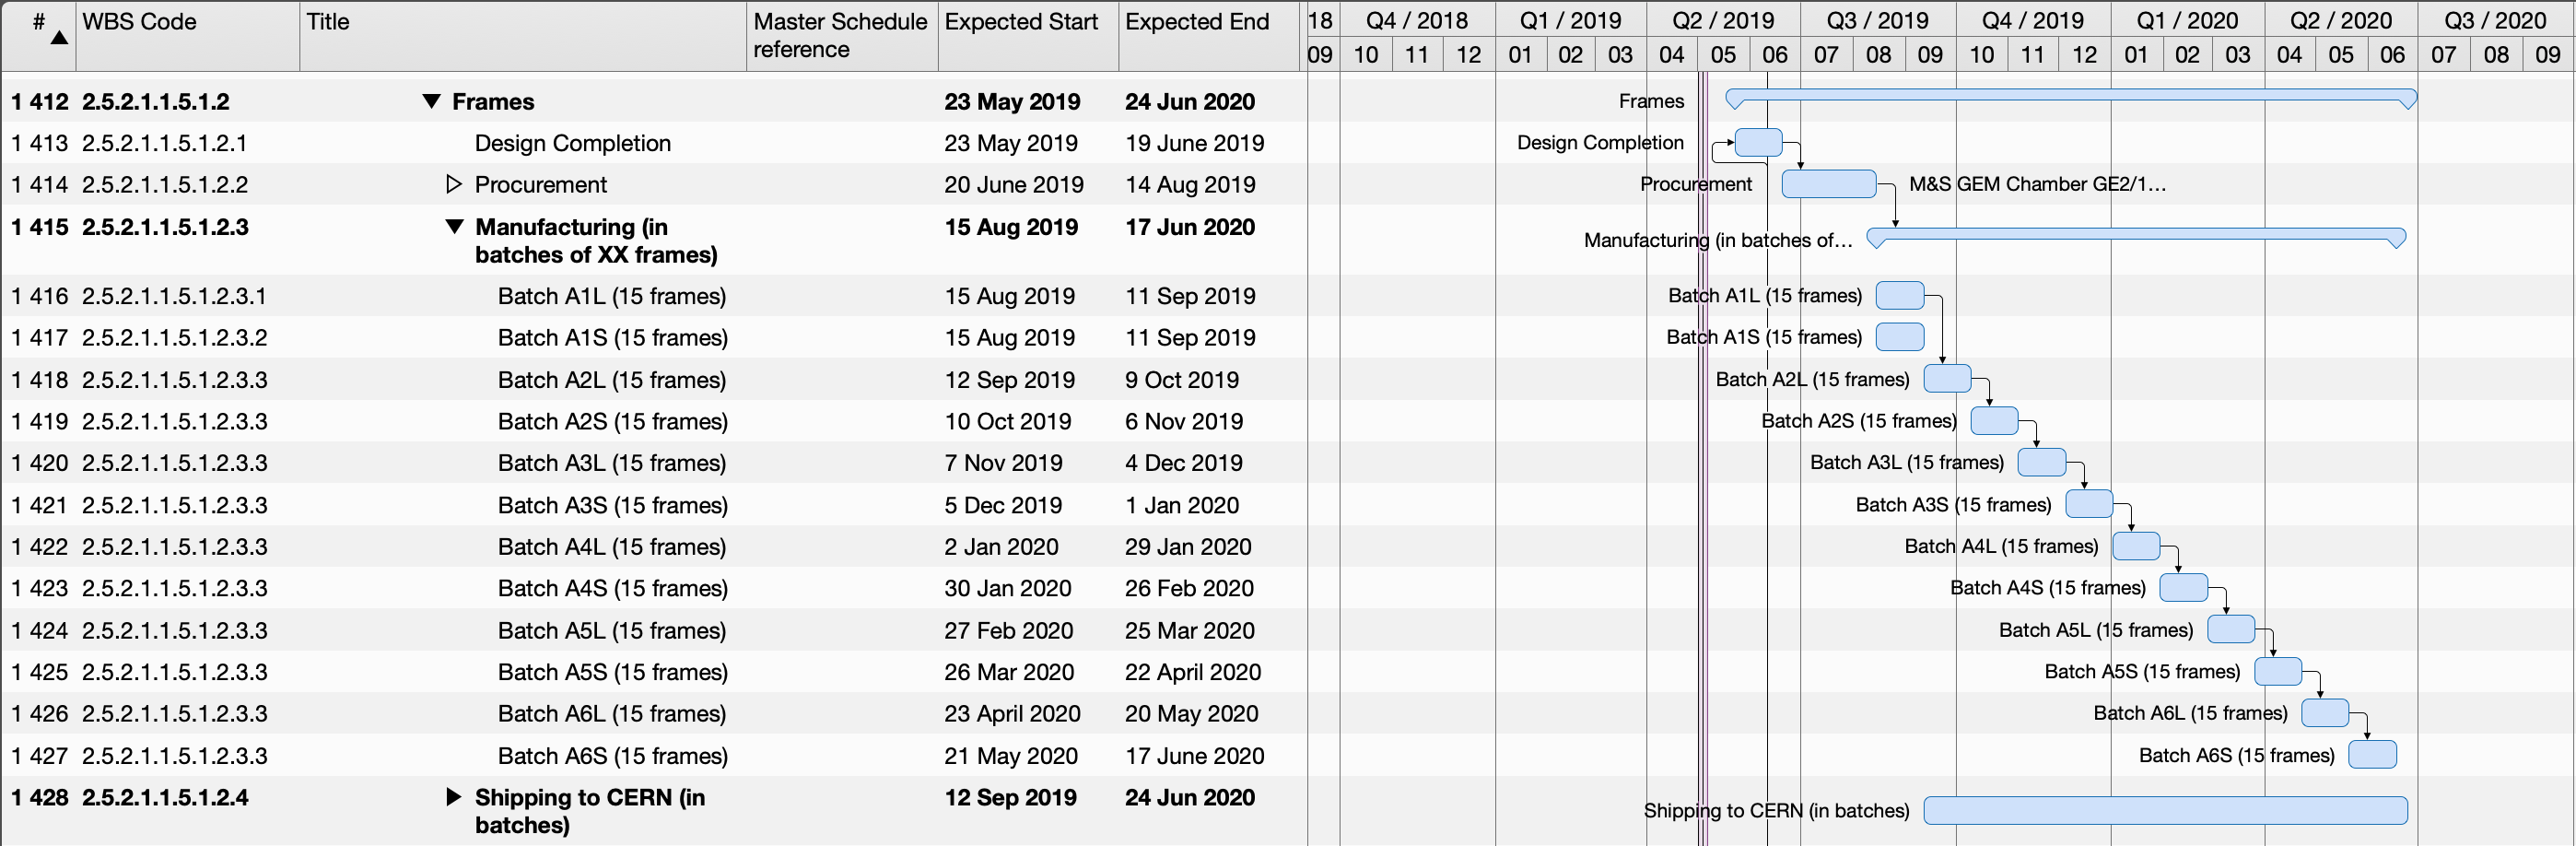 # WBS Code Title Master Schedule reference Expected Start Expected End 18 Q4 / 2018 Q1 / 2019 Q2 / 2019 Q3 / 2019 Q4 / 2019 Q1 / 2020 Q2 / 2020 Q3 / 2020
09 10 11 12 01 02 03 04 05 06 07 08 09 10 11 12 01 02 03 04 05 06 07 08 09
1 412 2.5.2.1.1.5.1.2 Frames 23 May 2019 24 Jun 2020 Frames
1 413 2.5.2.1.1.5.1.2.1 Design Completion 23 May 2019 19 June 2019 Design Completion
1 414 2.5.2.1.1.5.1.2.2 Procurement 20 June 2019 14 Aug 2019 Procurement M&S GEM Chamber GE2/1…
1 415 2.5.2.1.1.5.1.2.3 Manufacturing (in batches of XX frames) 15 Aug 2019 17 Jun 2020 Manufacturing (in batches of…
1 416 2.5.2.1.1.5.1.2.3.1 Batch A1L (15 frames) 15 Aug 2019 11 Sep 2019 Batch A1L (15 frames)
1 417 2.5.2.1.1.5.1.2.3.2 Batch A1S (15 frames) 15 Aug 2019 11 Sep 2019 Batch A1S (15 frames)
1 418 2.5.2.1.1.5.1.2.3.3 Batch A2L (15 frames) 12 Sep 2019 9 Oct 2019 Batch A2L (15 frames)
1 419 2.5.2.1.1.5.1.2.3.3 Batch A2S (15 frames) 10 Oct 2019 6 Nov 2019 Batch A2S (15 frames)
1 420 2.5.2.1.1.5.1.2.3.3 Batch A3L (15 frames) 7 Nov 2019 4 Dec 2019 Batch A3L (15 frames)
1 421 2.5.2.1.1.5.1.2.3.3 Batch A3S (15 frames) 5 Dec 2019 1 Jan 2020 Batch A3S (15 frames)
1 422 2.5.2.1.1.5.1.2.3.3 Batch A4L (15 frames) 2 Jan 2020 29 Jan 2020 Batch A4L (15 frames)
1 423 2.5.2.1.1.5.1.2.3.3 Batch A4S (15 frames) 30 Jan 2020 26 Feb 2020 Batch A4S (15 frames)
1 424 2.5.2.1.1.5.1.2.3.3 Batch A5L (15 frames) 27 Feb 2020 25 Mar 2020 Batch A5L (15 frames)
1 425 2.5.2.1.1.5.1.2.3.3 Batch A5S (15 frames) 26 Mar 2020 22 April 2020 Batch A5S (15 frames)
1 426 2.5.2.1.1.5.1.2.3.3 Batch A6L (15 frames) 23 April 2020 20 May 2020 Batch A6L (15 frames)
1 427 2.5.2.1.1.5.1.2.3.3 Batch A6S (15 frames) 21 May 2020 17 June 2020 Batch A6S (15 frames)
1 428 2.5.2.1.1.5.1.2.4 Shipping to CERN (in batches) 12 Sep 2019 24 Jun 2020 Shipping to CERN (in batches)